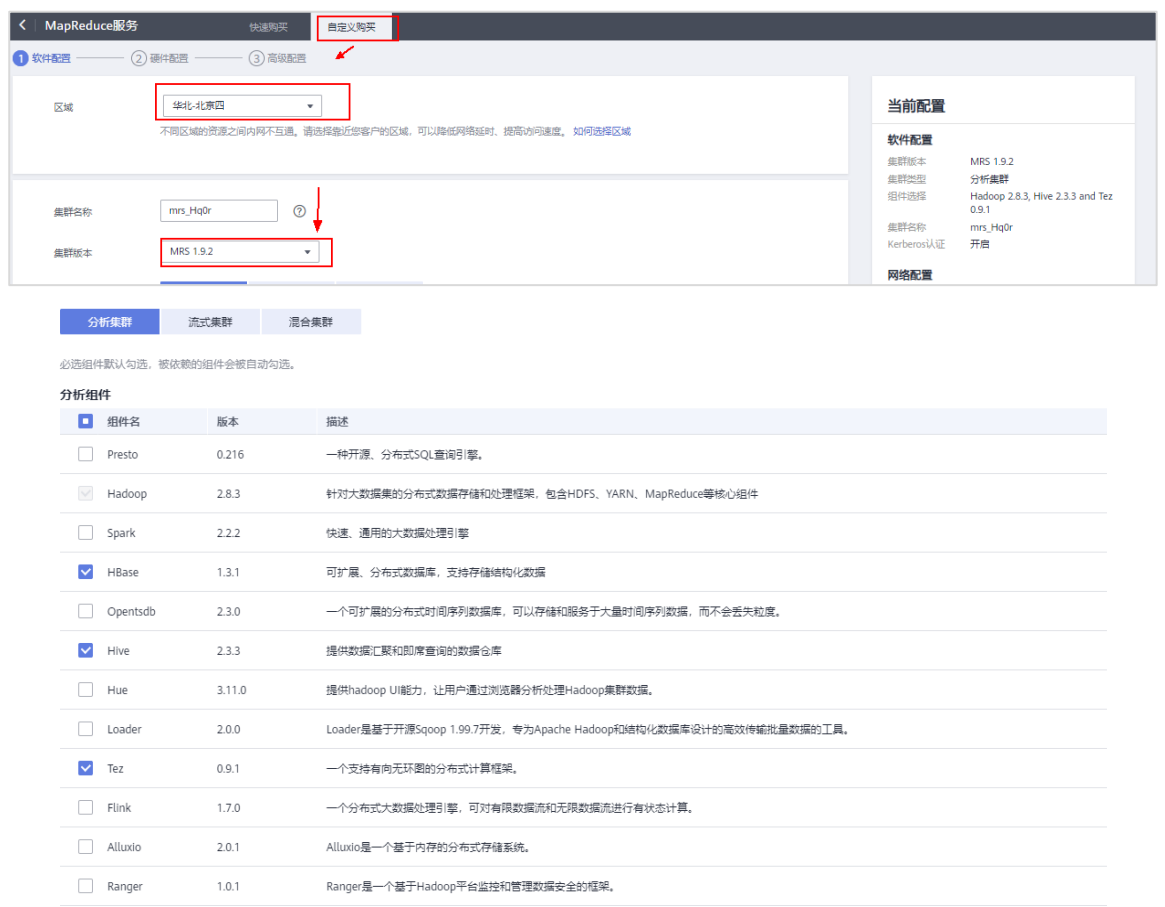 MapReduce服务 快速购买 自定义购买
1 软件配置 2 硬件配置 3 高级配置
区域 华北-北京四
不同区域的资源之间内网不互通。请选择靠近您客户的区域，可以降低网络延时、提高访问速度。 如何选择区域
集群名称 mrs_Hq0r ?
集群版本 MRS 1.9.2
当前配置
软件配置
集群版本 MRS 1.9.2
集群类型 分析集群
组件选择 Hadoop 2.8.3, Hive 2.3.3 and Tez
0.9.1
集群名称 mrs_Hq0r
Kerberos认证 开启
网络配置
分析集群 流式集群 混合集群
必选组件默认勾选，被依赖的组件会被自动勾选。
分析组件
组件名 版本 描述
Presto 0.216 一种开源、分布式SQL查询引擎。
Hadoop 2.8.3 针对大数据集的分布式数据存储和处理框架，包含HDFS、YARN、MapReduce等核心组件
Spark 2.2.2 快速、通用的大数据处理引擎
HBase 1.3.1 可扩展、分布式数据库，支持存储结构化数据
Opentsdb 2.3.0 一个可扩展的分布式时间序列数据库，可以存储和服务于大量时间序列数据，而不会丢失粒度。
Hive 2.3.3 提供数据汇聚和即席查询的数据仓库
Hue 3.11.0 提供hadoop UI能力，让用户通过浏览器分析处理Hadoop集群数据。
Loader 2.0.0 Loader是基于开源Sqoop 1.99.7开发，专为Apache Hadoop和结构化数据库设计的高效传输批量数据的工具。
Tez 0.9.1 一个支持有向无环图的分布式计算框架。
Flink 1.7.0 一个分布式大数据处理引擎，可对有限数据流和无限数据流进行有状态计算。
Alluxio 2.0.1 Alluxio是一个基于内存的分布式存储系统。
Ranger 1.0.1 Ranger是一个基于Hadoop平台监控和管理数据安全的框架。